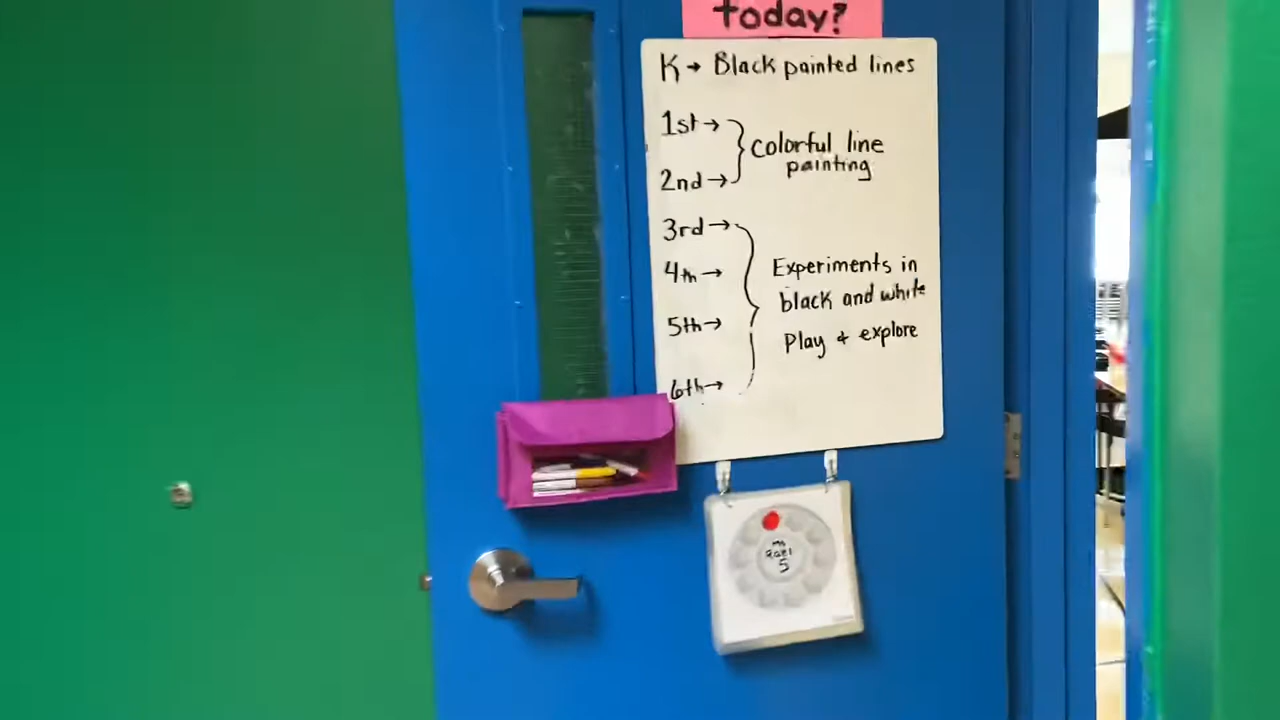 today?
K → Black painted lines
1st →
colorful line
painting
2nd →
3rd →
4th →
Experiments in
black and white
5th →
Play + explore
6th →
Ms
5